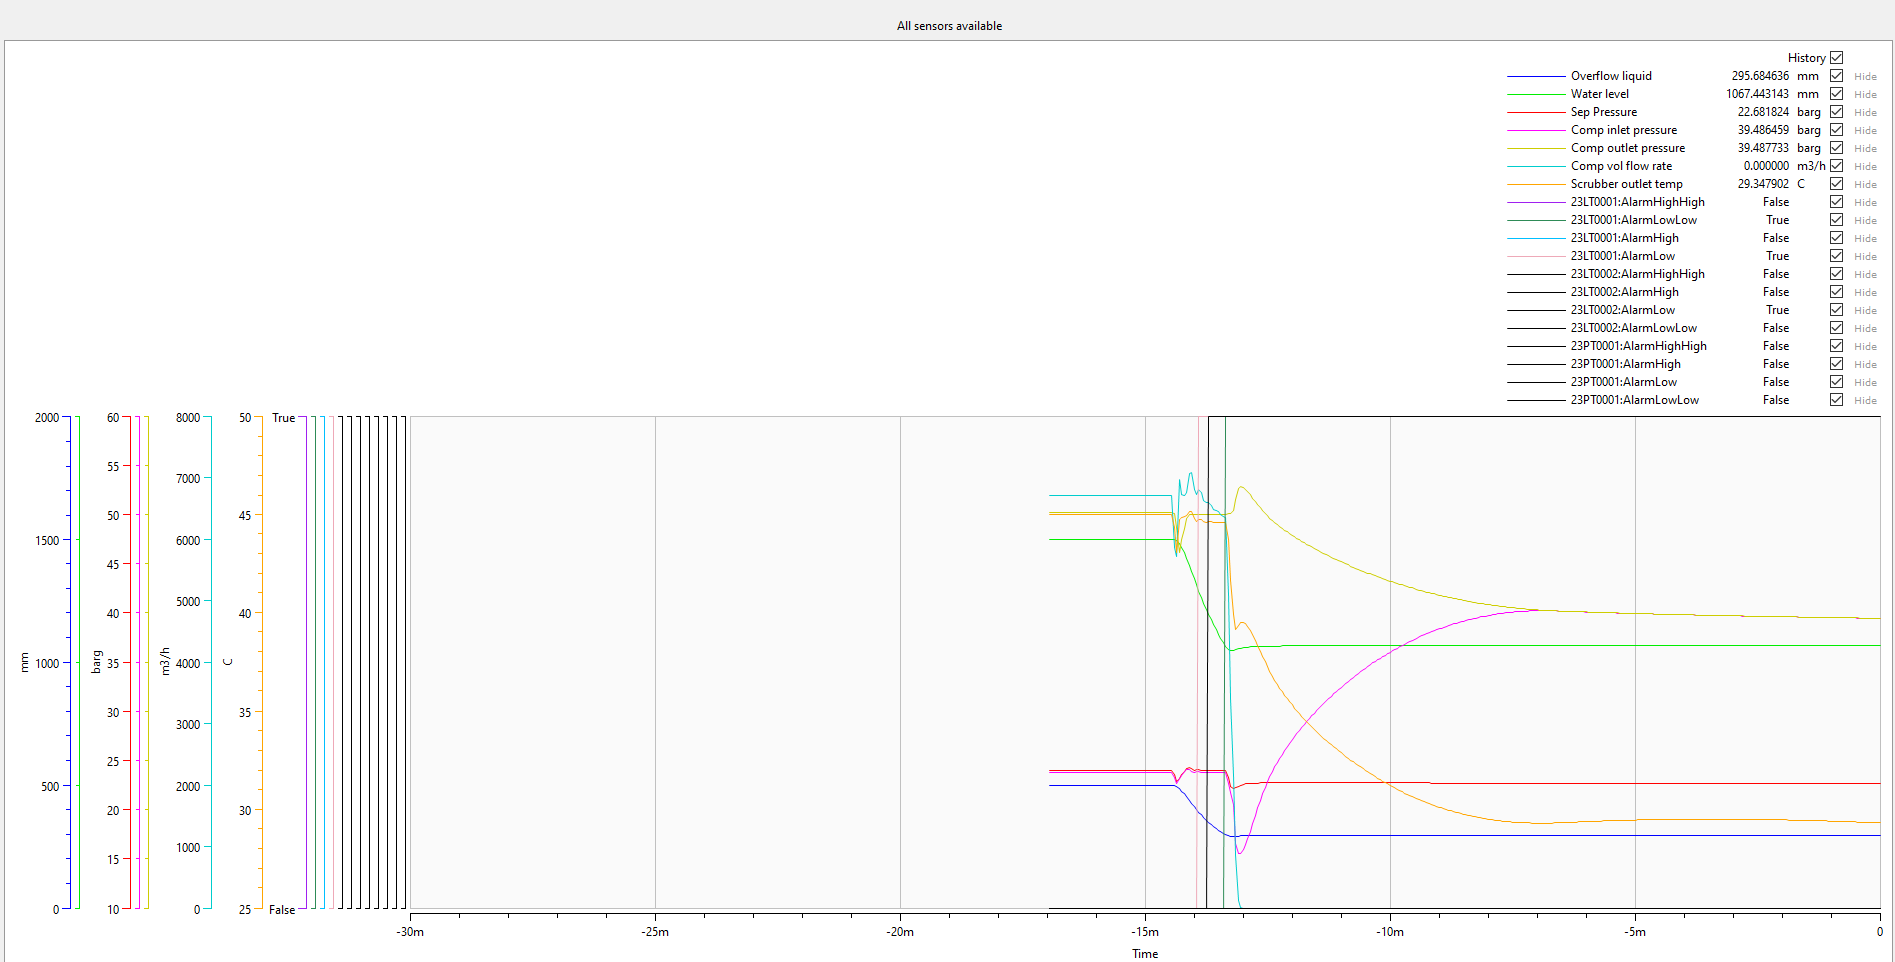 All sensors available
History
Overflow liquid 295.684636 mm Hide
Water level 1067.443143 mm Hide
Sep Pressure 22.681824 barg Hide
Comp inlet pressure 39.486459 barg Hide
Comp outlet pressure 39.487733 barg Hide
Comp vol flow rate 0.000000 m3/h Hide
Scrubber outlet temp 29.347902 C Hide
23LT0001:AlarmHighHigh False Hide
23LT0001:AlarmLowLow True Hide
23LT0001:AlarmHigh False Hide
23LT0001:AlarmLow True Hide
23LT0002:AlarmHighHigh False Hide
23LT0002:AlarmHigh False Hide
23LT0002:AlarmLow True Hide
23LT0002:AlarmLowLow False Hide
23PT0001:AlarmHighHigh False Hide
23PT0001:AlarmHigh False Hide
23PT0001:AlarmLow False Hide
23PT0001:AlarmLowLow False Hide
2000 60 8000 50 True
55
7000
1500 50 6000 45
45
5000
40 40
mm 1000 barg 35 m3/h 4000 C
30 3000 35
25
500 2000
20 30
15 1000
0 10 0 25 False
-30m -25m -20m -15m -10m -5m 0
Time